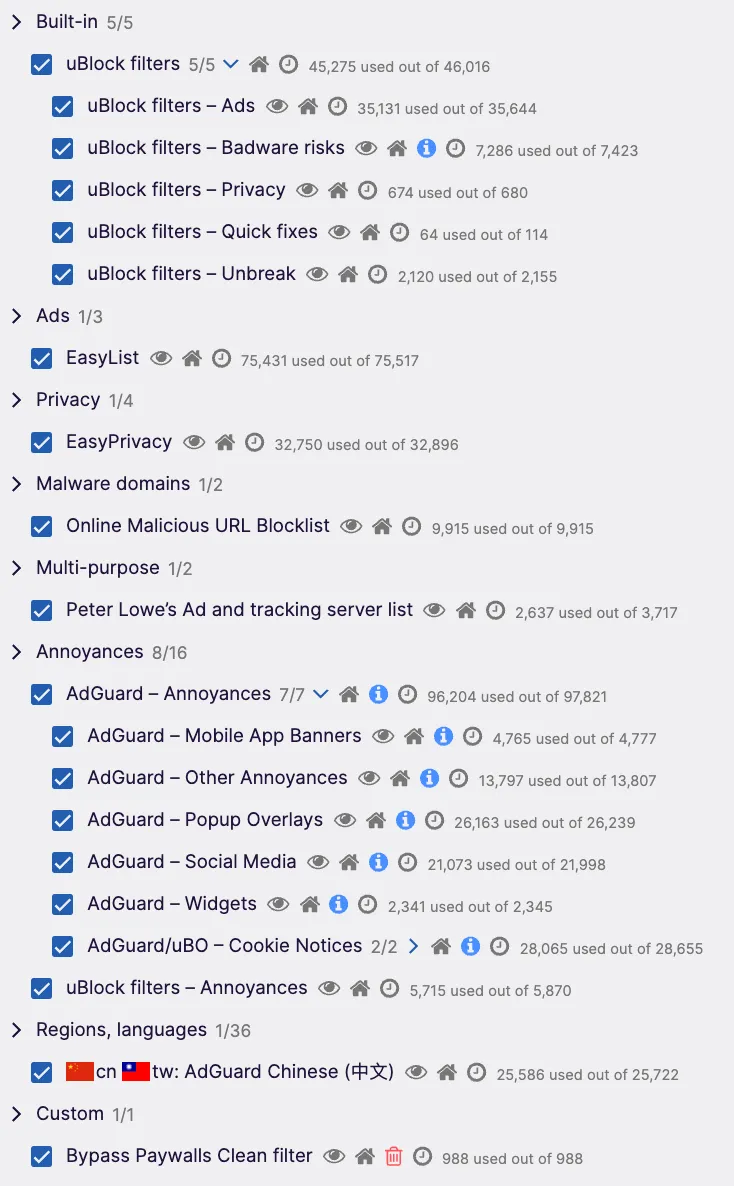 Built-in 5/5
uBlock filters 5/5 45,275 used out of 46,016
uBlock filters – Ads 35,131 used out of 35,644
uBlock filters – Badware risks 7,286 used out of 7,423
uBlock filters – Privacy 674 used out of 680
uBlock filters – Quick fixes 64 used out of 114
uBlock filters – Unbreak 2,120 used out of 2,155
Ads 1/3
EasyList 75,431 used out of 75,517
Privacy 1/4
EasyPrivacy 32,750 used out of 32,896
Malware domains 1/2
Online Malicious URL Blocklist 9,915 used out of 9,915
Multi-purpose 1/2
Peter Lowe’s Ad and tracking server list 2,637 used out of 3,717
Annoyances 8/16
AdGuard – Annoyances 7/7 96,204 used out of 97,821
AdGuard – Mobile App Banners 4,765 used out of 4,777
AdGuard – Other Annoyances 13,797 used out of 13,807
AdGuard – Popup Overlays 26,163 used out of 26,239
AdGuard – Social Media 21,073 used out of 21,998
AdGuard – Widgets 2,341 used out of 2,345
AdGuard/uBO – Cookie Notices 2/2 28,065 used out of 28,655
uBlock filters – Annoyances 5,715 used out of 5,870
Regions, languages 1/36
cn tw: AdGuard Chinese (中文) 25,586 used out of 25,722
Custom 1/1
Bypass Paywalls Clean filter 988 used out of 988